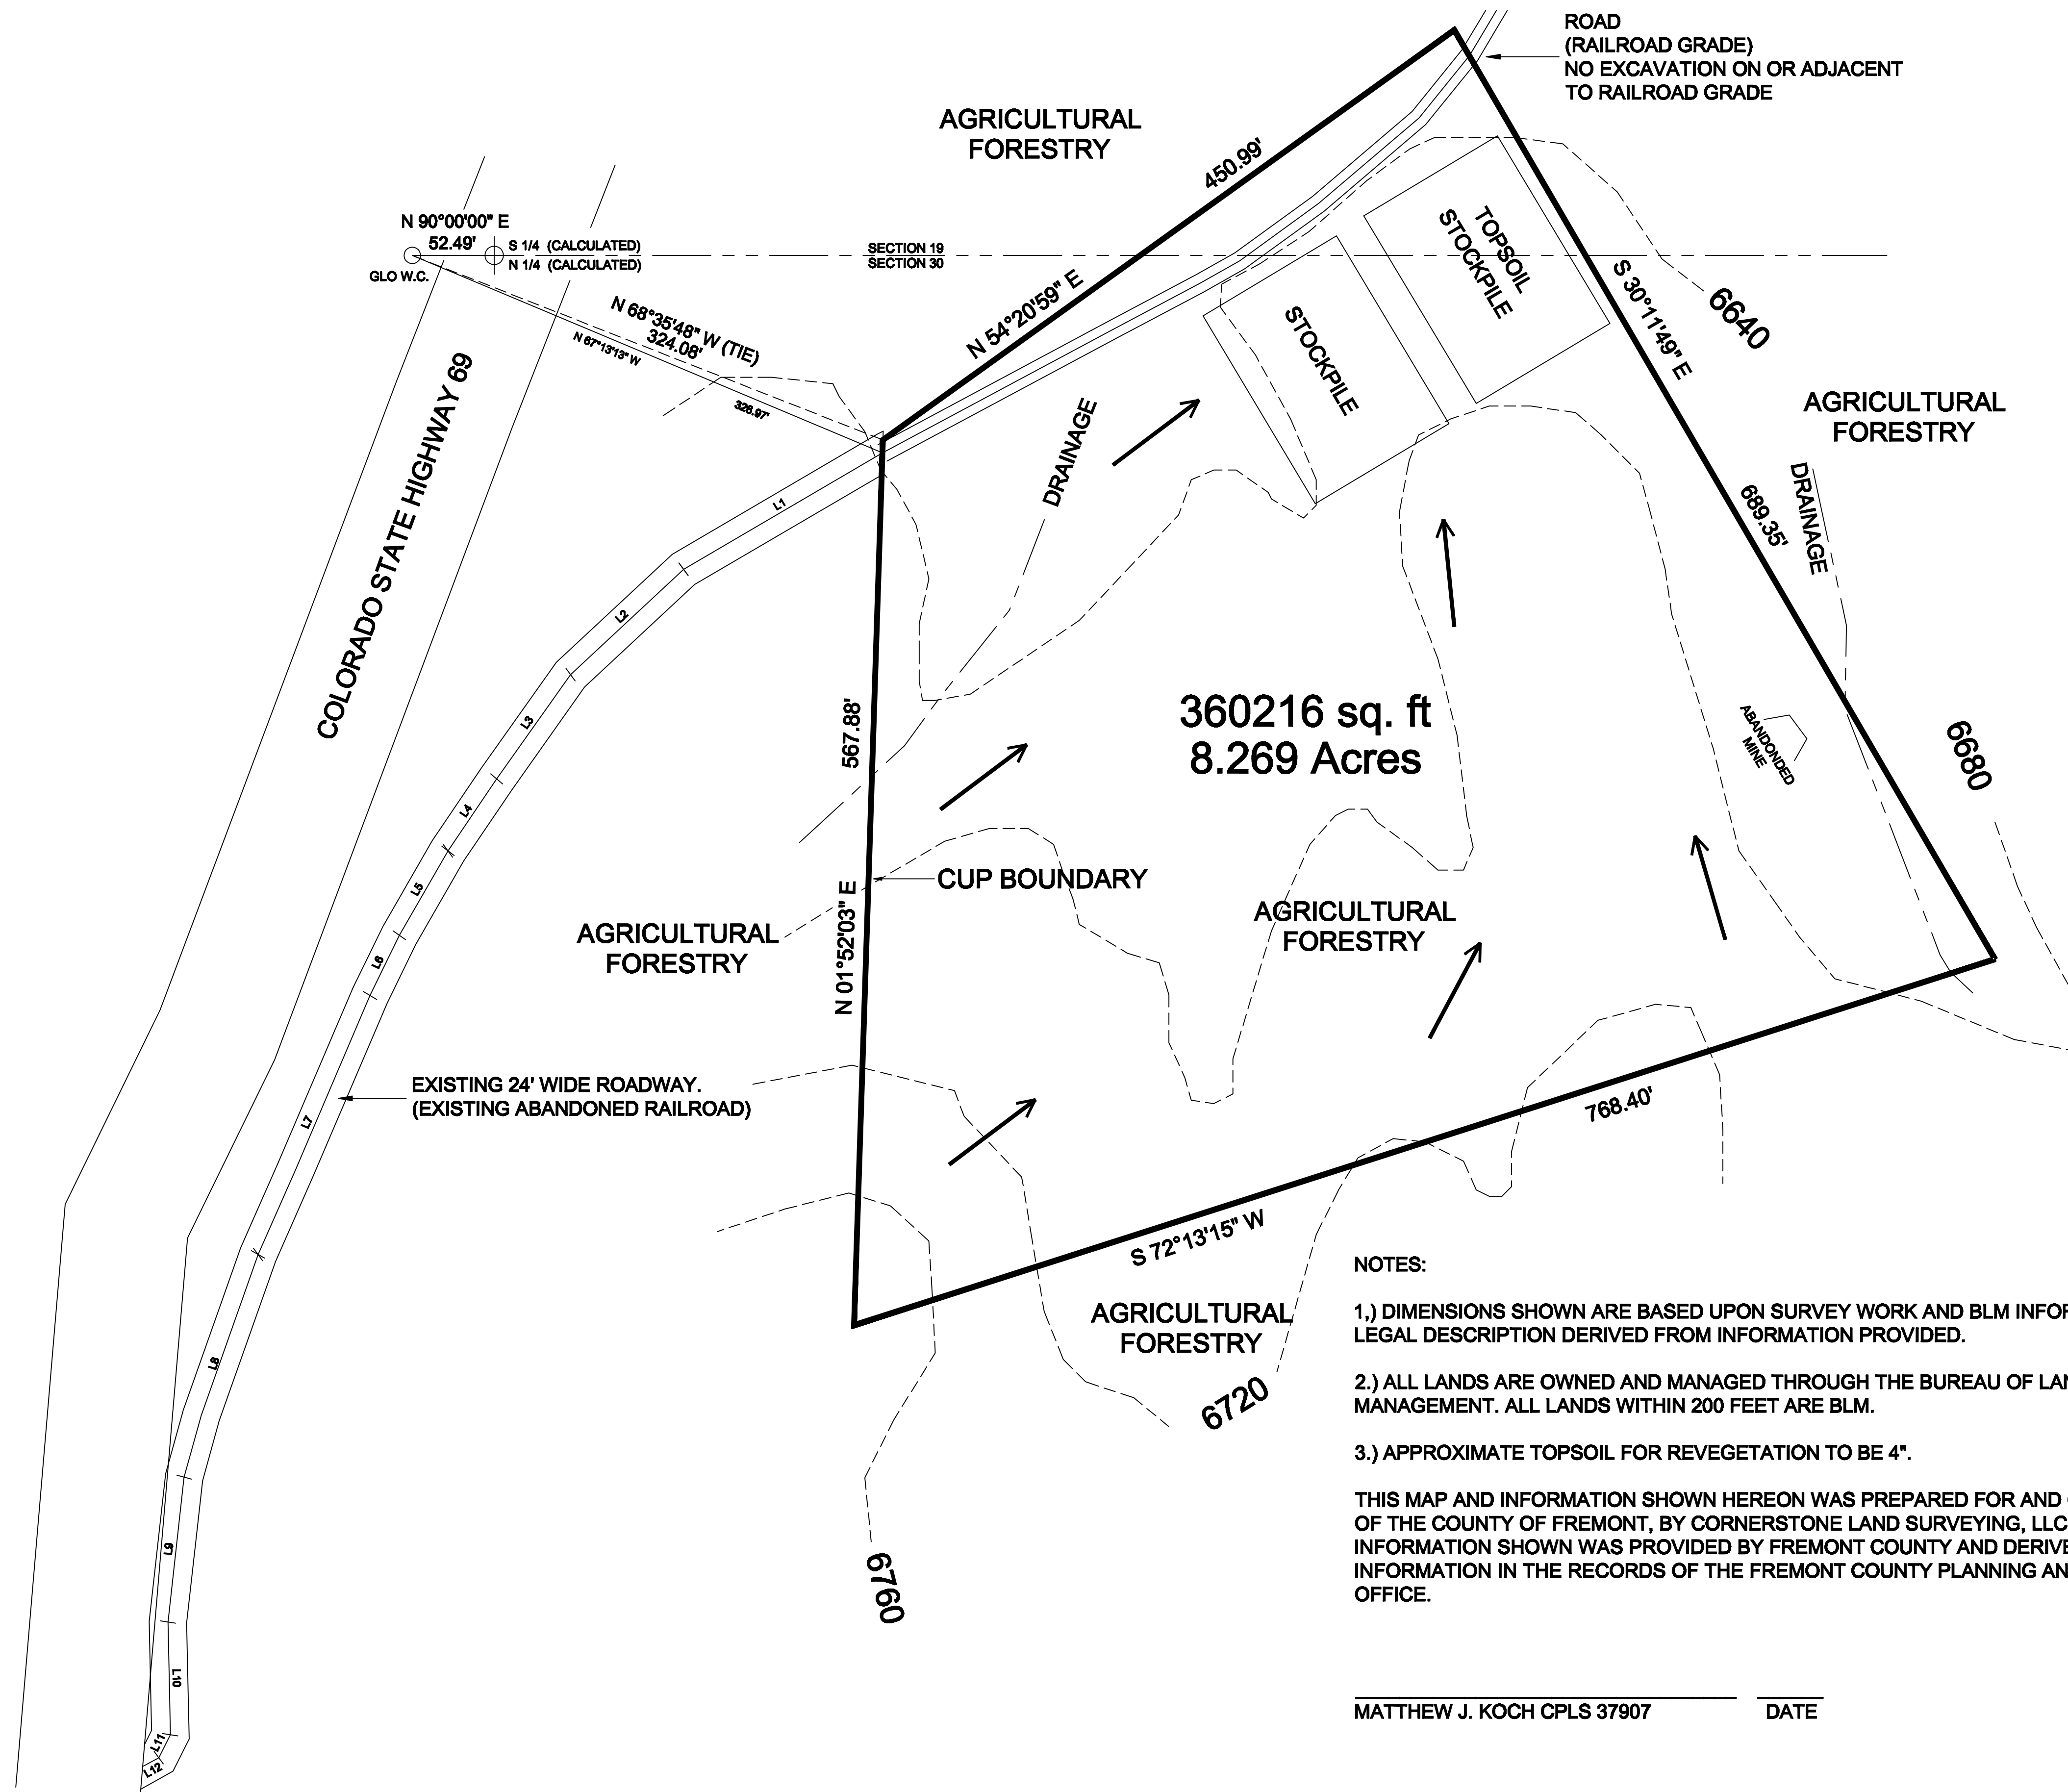 ROAD
(RAILROAD GRADE)
NO EXCAVATION ON OR ADJACENT
TO RAILROAD GRADE
AGRICULTURAL
FORESTRY
450.99'
N 90°00'00" E
52.49'
S 1/4 (CALCULATED)
N 1/4 (CALCULATED)
GLO W.C.
SECTION 19
SECTION 30
TOPSOIL
STOCKPILE
STOCKPILE
N 54°20'59" E
S 30°11'49" E
6640
N 68°35'48" W (TIE)
324.08'
N 67°13'13" W
326.97'
COLORADO STATE HIGHWAY 69
DRAINAGE
AGRICULTURAL
FORESTRY
DRAINAGE
689.35'
L1
L2
L3
L4
L5
L6
L7
L8
L9
L10
L11
L12
567.88'
360216 sq. ft
8.269 Acres
ABANDONDED
MINE
6680
CUP BOUNDARY
N 01°52'03" E
AGRICULTURAL
FORESTRY
AGRICULTURAL
FORESTRY
EXISTING 24' WIDE ROADWAY.
(EXISTING ABANDONED RAILROAD)
768.40'
S 72°13'15" W
AGRICULTURAL
FORESTRY
6720
6760
NOTES:
1,) DIMENSIONS SHOWN ARE BASED UPON SURVEY WORK AND BLM INFOR
LEGAL DESCRIPTION DERIVED FROM INFORMATION PROVIDED.
2.) ALL LANDS ARE OWNED AND MANAGED THROUGH THE BUREAU OF LAN
MANAGEMENT. ALL LANDS WITHIN 200 FEET ARE BLM.
3.) APPROXIMATE TOPSOIL FOR REVEGETATION TO BE 4".
THIS MAP AND INFORMATION SHOWN HEREON WAS PREPARED FOR AND
OF THE COUNTY OF FREMONT, BY CORNERSTONE LAND SURVEYING, LLC
INFORMATION SHOWN WAS PROVIDED BY FREMONT COUNTY AND DERIVE
INFORMATION IN THE RECORDS OF THE FREMONT COUNTY PLANNING AN
OFFICE.
MATTHEW J. KOCH CPLS 37907
DATE